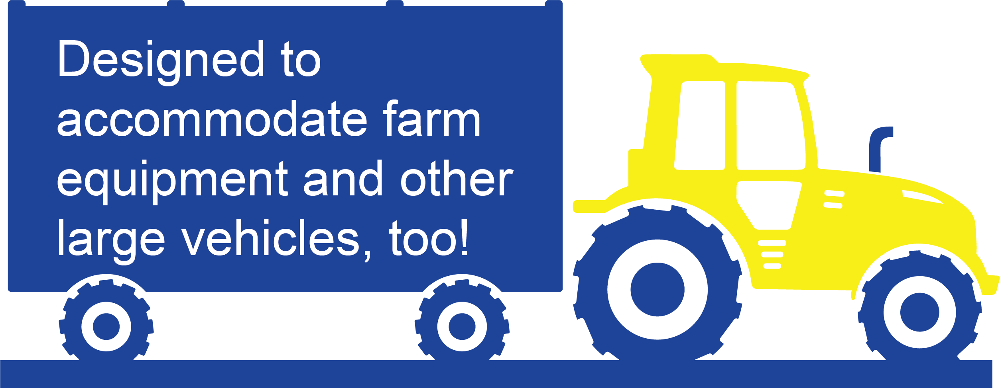 Designed to
accommodate farm
equipment and other
large vehicles, too!